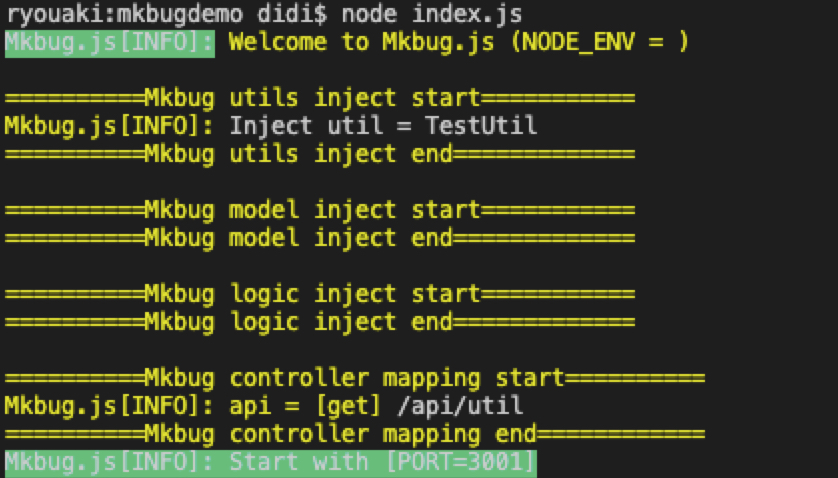 ryouaki:mkbugdemo didi$ node index.js
Mkbug.js[INFO]: Welcome to Mkbug.js (NODE_ENV = )
==========Mkbug utils inject start===========
Mkbug.js[INFO]: Inject util = TestUtil
==========Mkbug utils inject end=============
==========Mkbug model inject start===========
==========Mkbug model inject end=============
==========Mkbug logic inject start===========
==========Mkbug logic inject end=============
==========Mkbug controller mapping start==========
Mkbug.js[INFO]: api = [get] /api/util
==========Mkbug controller mapping end============
Mkbug.js[INFO]: Start with [PORT=3001]